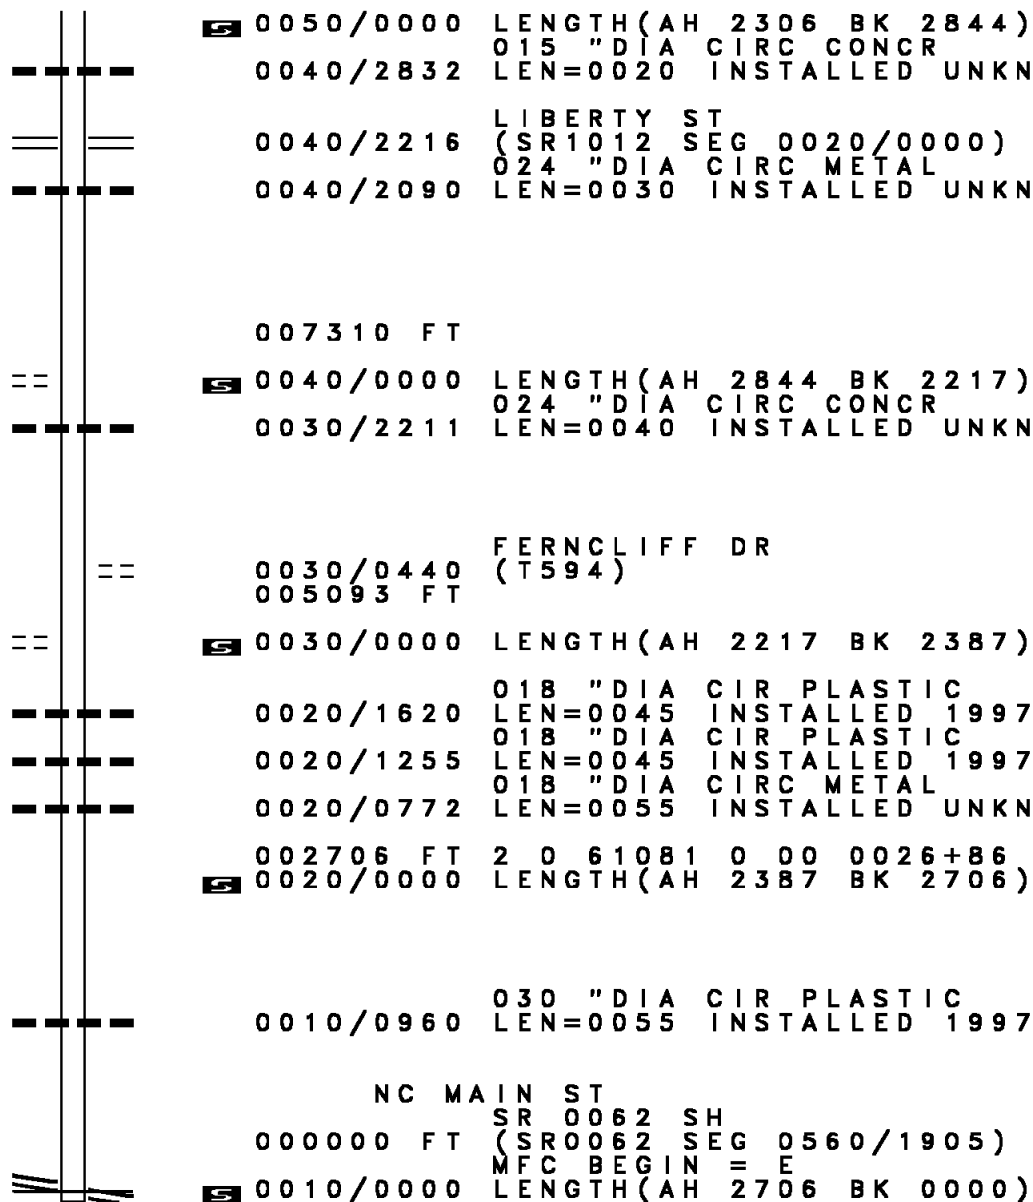 S 0050/0000 LENGTH(AH 2306 BK 2844)
015 "DIA CIRC CONCR
0040/2832 LEN=0020 INSTALLED UNKN
LIBERTY ST
0040/2216 (SR1012 SEG 0020/0000)
024 "DIA CIRC METAL
0040/2090 LEN=0030 INSTALLED UNKN
007310 FT
S 0040/0000 LENGTH(AH 2844 BK 2217)
024 "DIA CIRC CONCR
0030/2211 LEN=0040 INSTALLED UNKN
FERNCLIFF DR
0030/0440 (T594)
005093 FT
S 0030/0000 LENGTH(AH 2217 BK 2387)
018 "DIA CIR PLASTIC
0020/1620 LEN=0045 INSTALLED 1997
018 "DIA CIR PLASTIC
0020/1255 LEN=0045 INSTALLED 1997
018 "DIA CIRC METAL
0020/0772 LEN=0055 INSTALLED UNKN
002706 FT 2 0 61081 0 00 0026+86
S 0020/0000 LENGTH(AH 2387 BK 2706)
030 "DIA CIR PLASTIC
0010/0960 LEN=0055 INSTALLED 1997
NC MAIN ST
SR 0062 SH
000000 FT (SR0062 SEG 0560/1905)
MFC BEGIN = E
S 0010/0000 LENGTH(AH 2706 BK 0000)